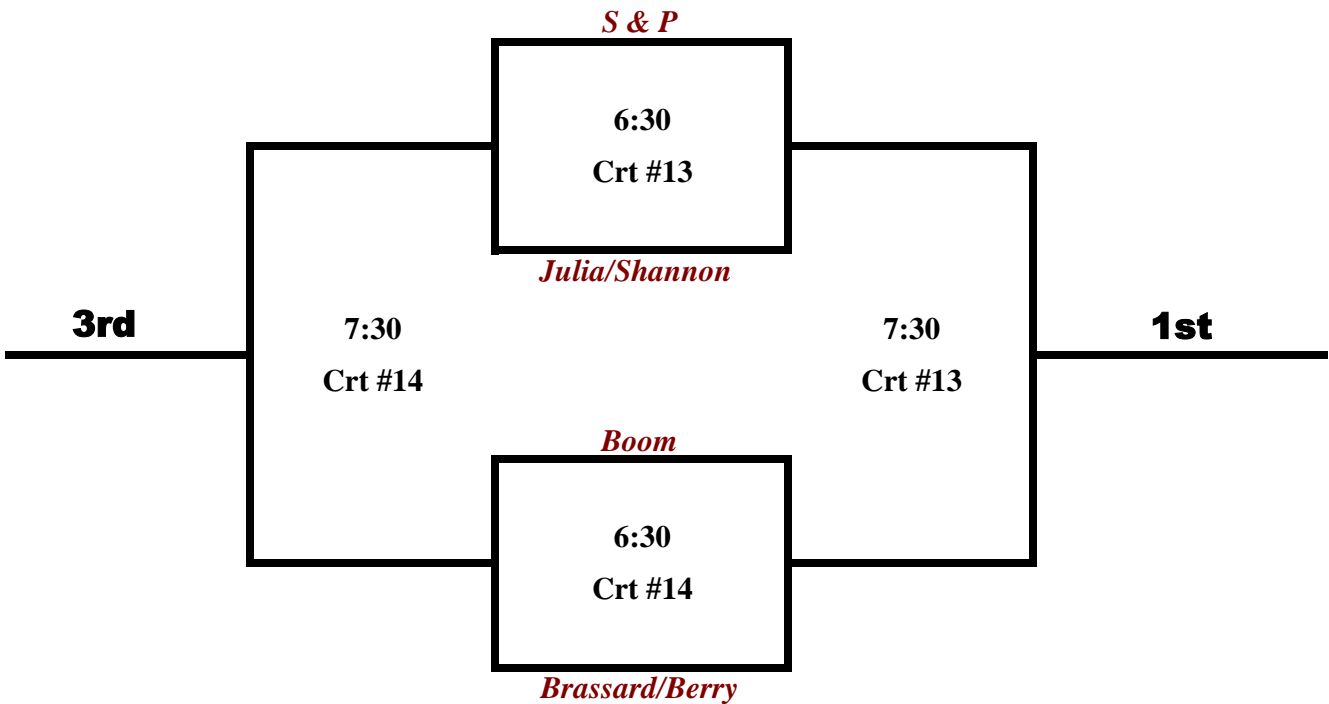 S & P
6:30
Crt #13
Julia/Shannon
3rd
7:30
Crt #14
7:30
Crt #13
1st
Boom
6:30
Crt #14
Brassard/Berry